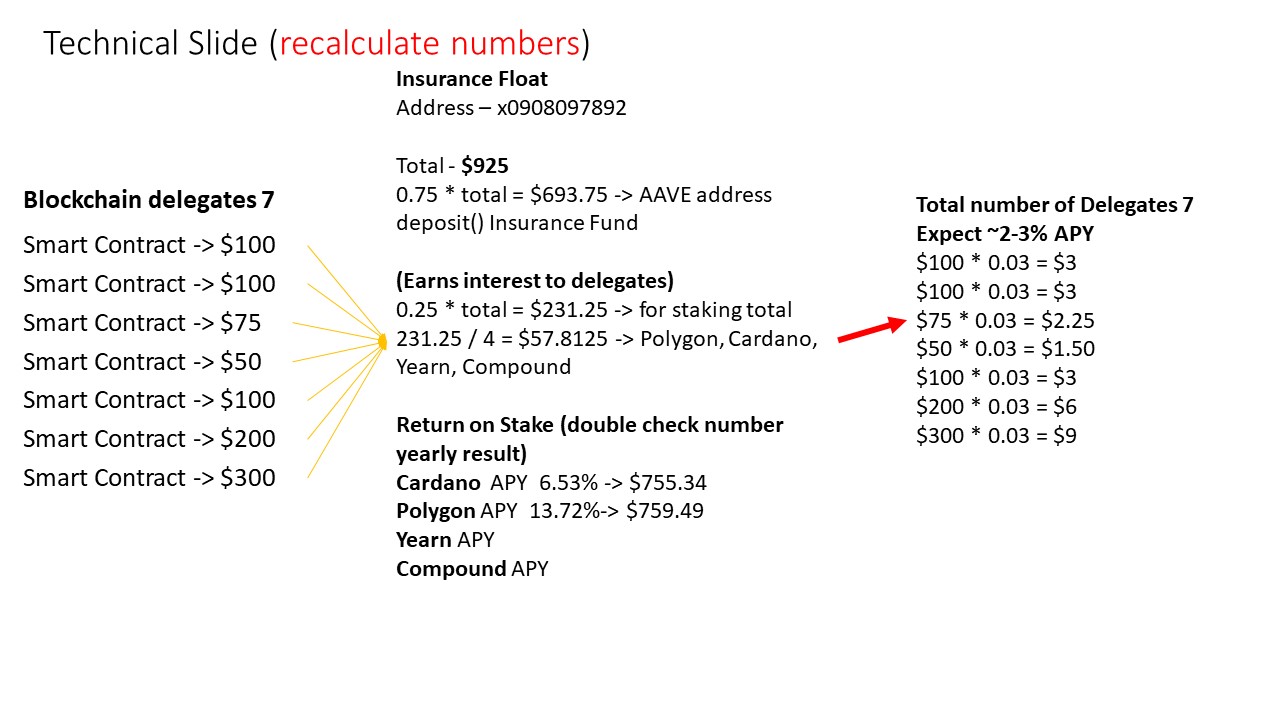 Technical Slide (recalculate numbers)
Blockchain delegates 7
Smart Contract -> $100
Smart Contract -> $100
Smart Contract -> $75
Smart Contract -> $50
Smart Contract -> $100
Smart Contract -> $200
Smart Contract -> $300
Insurance Float
Address – x0908097892
Total - $925
0.75 * total = $693.75 -> AAVE address
deposit() Insurance Fund
(Earns interest to delegates)
0.25 * total = $231.25 -> for staking total
231.25 / 4 = $57.8125 -> Polygon, Cardano,
Yearn, Compound
Return on Stake (double check number
yearly result)
Cardano APY 6.53% -> $755.34
Polygon APY 13.72%-> $759.49
Yearn APY
Compound APY
Total number of Delegates 7
Expect ~2-3% APY
$100 * 0.03 = $3
$100 * 0.03 = $3
$75 * 0.03 = $2.25
$50 * 0.03 = $1.50
$100 * 0.03 = $3
$200 * 0.03 = $6
$300 * 0.03 = $9